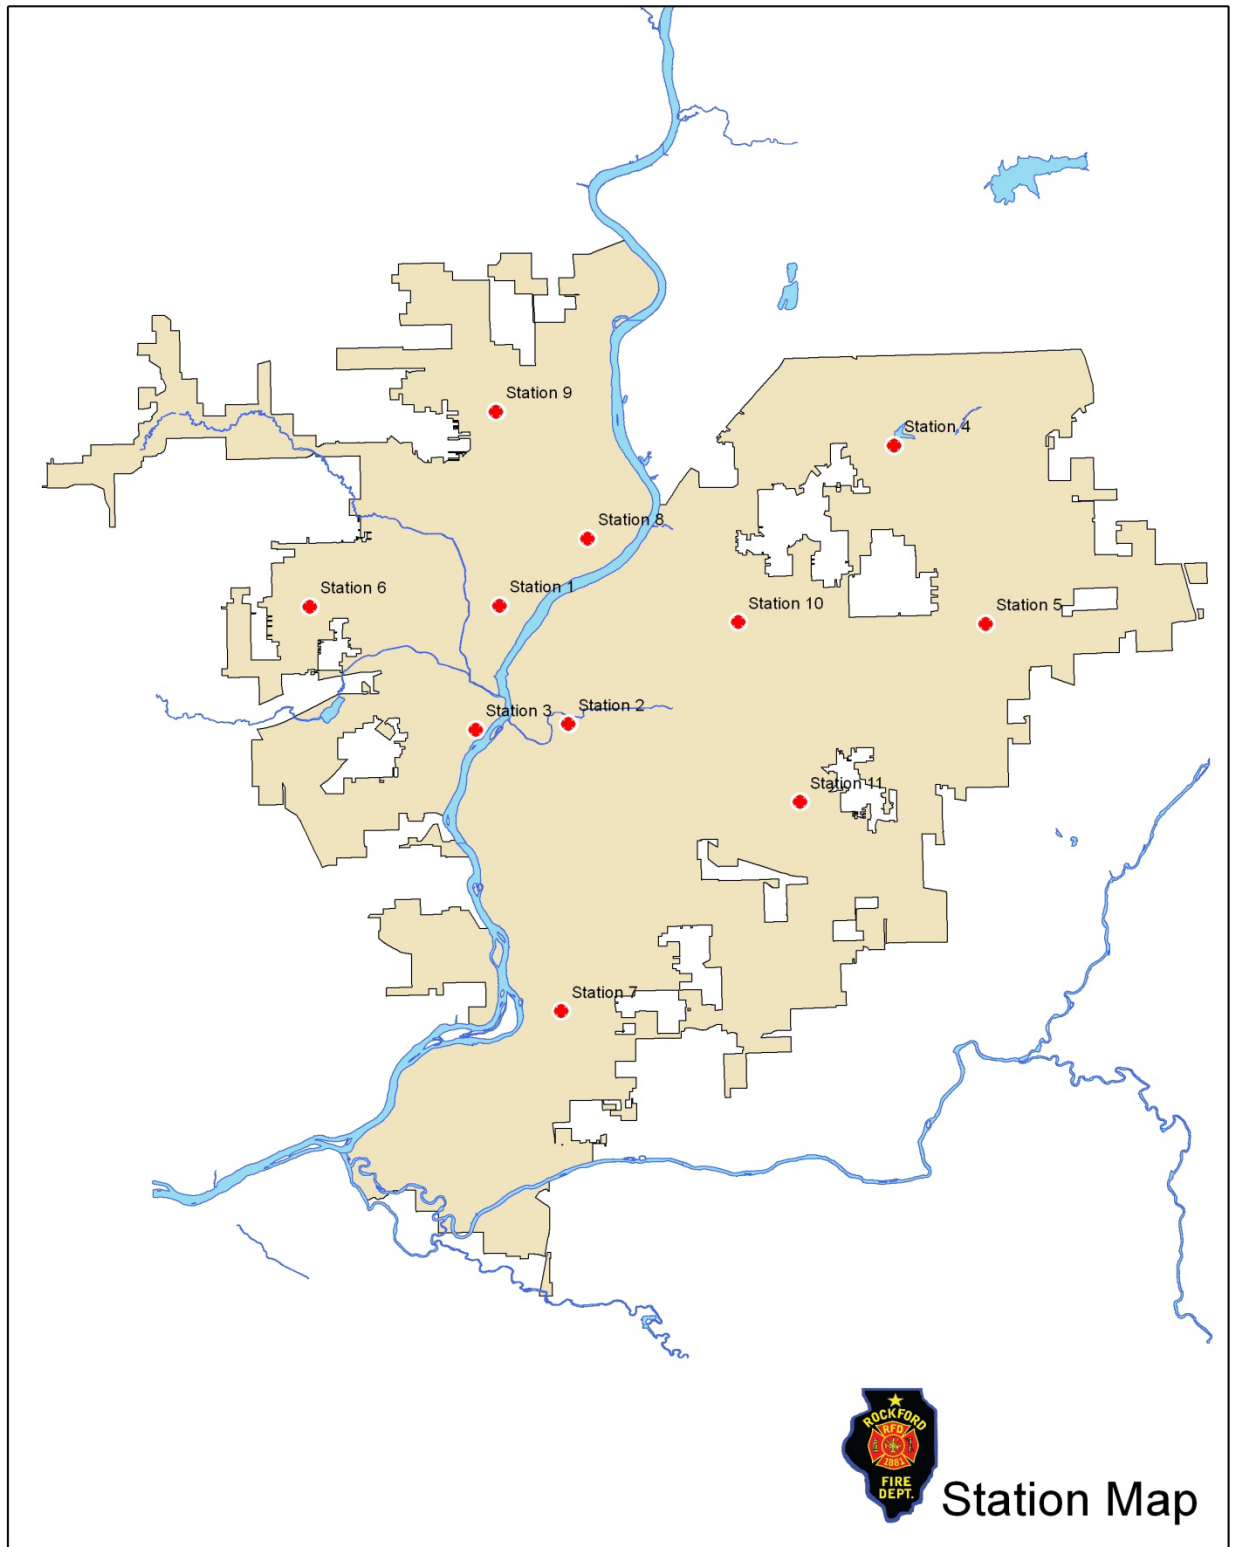 Station 9
Station 4
Station 8
Station 6
Station 1
Station 10
Station 5
Station 3
Station 2
Station 11
Station 7
ROCKFORD
RFD
1881
FIRE
DEPT.
Station Map